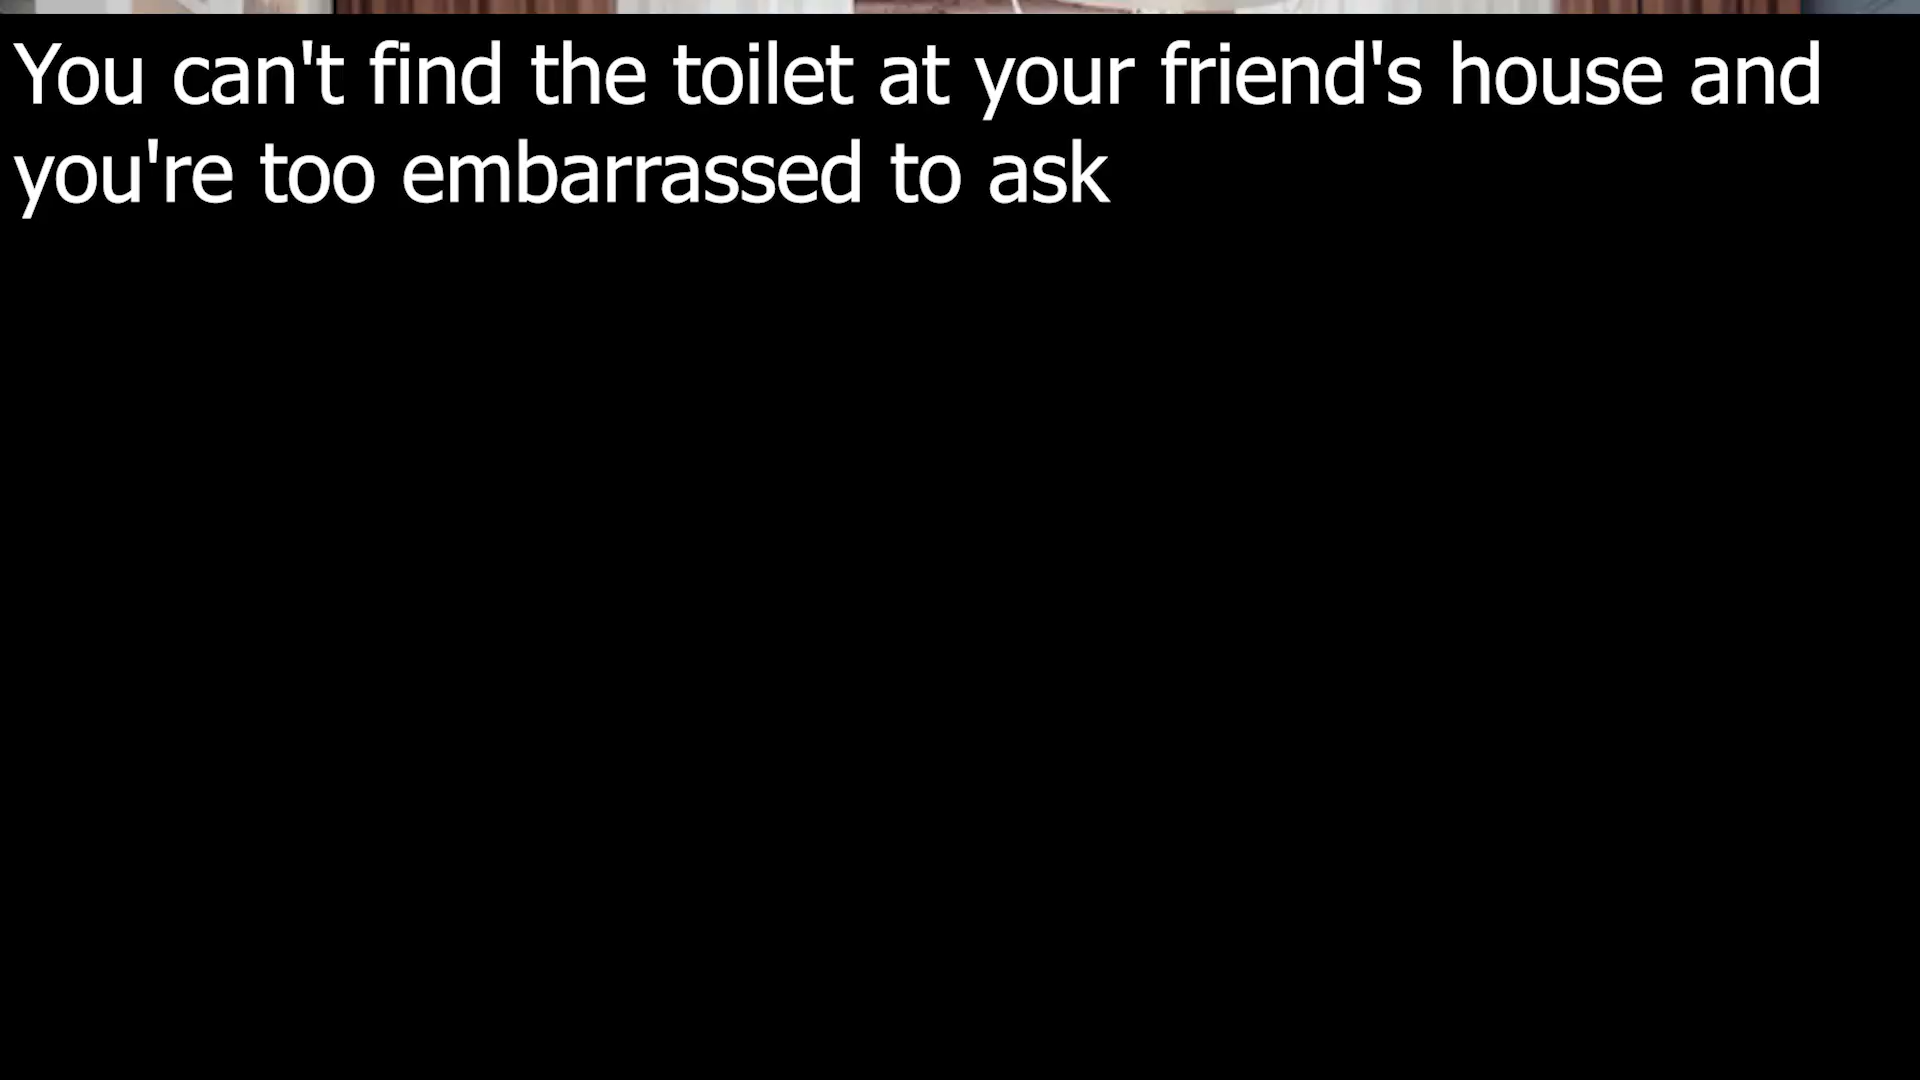 You can't find the toilet at your friend's house and
you're too embarrassed to ask